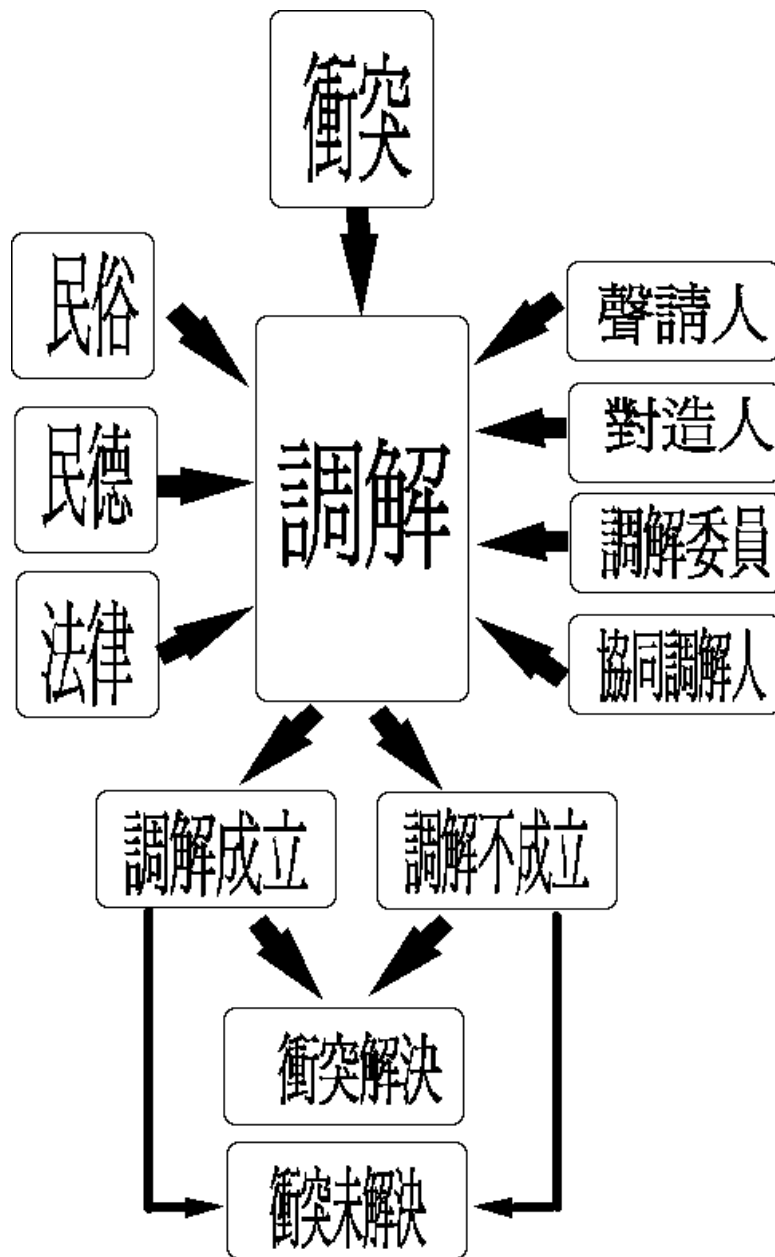 衝突
民俗
民德
法律
調解
聲請人
對造人
調解委員
協同調解人
調解成立
調解不成立
衝突解決
衝突未解決